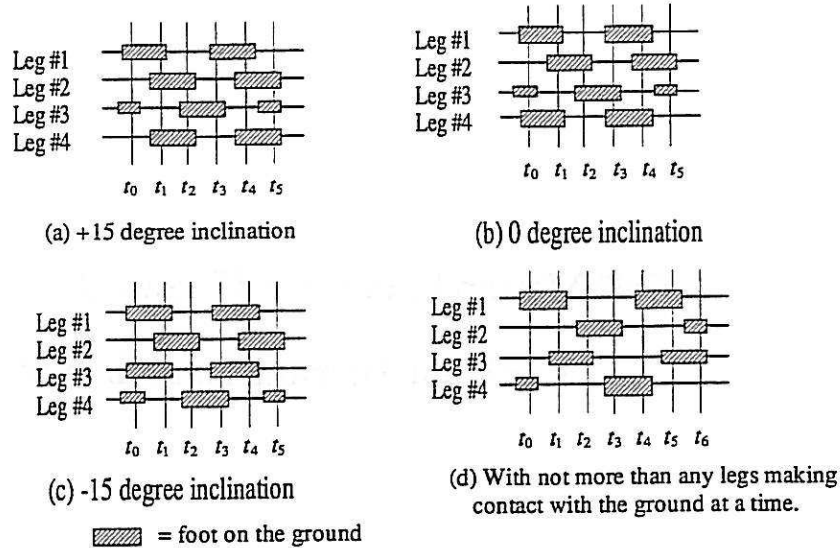 Leg #1
Leg #2
Leg #3
Leg #4
t₀ t₁ t₂ t₃ t₄ t₅
(a) +15 degree inclination
Leg #1
Leg #2
Leg #3
Leg #4
t₀ t₁ t₂ t₃ t₄ t₅
(b) 0 degree inclination
Leg #1
Leg #2
Leg #3
Leg #4
t₀ t₁ t₂ t₃ t₄ t₅
(c) -15 degree inclination
Leg #1
Leg #2
Leg #3
Leg #4
t₀ t₁ t₂ t₃ t₄ t₅ t₆
(d) With not more than any legs making
contact with the ground at a time.
= foot on the ground